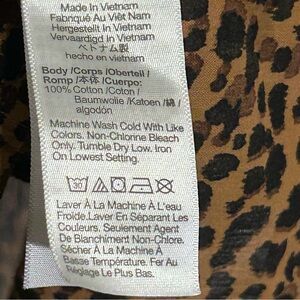 Made In Vietnam
Fabriqué Au Viêt Nam
Hergestellt In Vietnam
Vervaardigd In Vietnam
ベトナム製
hecho en Vietnam
Body /Corps /Oberteil /
Romp /本体 /Cuerpo:
100% Cotton /Coton /
Baumwolle /Katoen /綿 /
algodón
Machine Wash Cold With Like
Colors. Non-Chlorine Bleach
Only. Tumble Dry Low. Iron
On Lowest Setting.
30
Laver À La Machine À L'eau
Froide.Laver En Séparant Les
Couleurs. Seulement Agent
De Blanchiment Non-Chlore.
Sécher À La Machine À
Basse Température. Fer Au
Réglage Le Plus Bas.